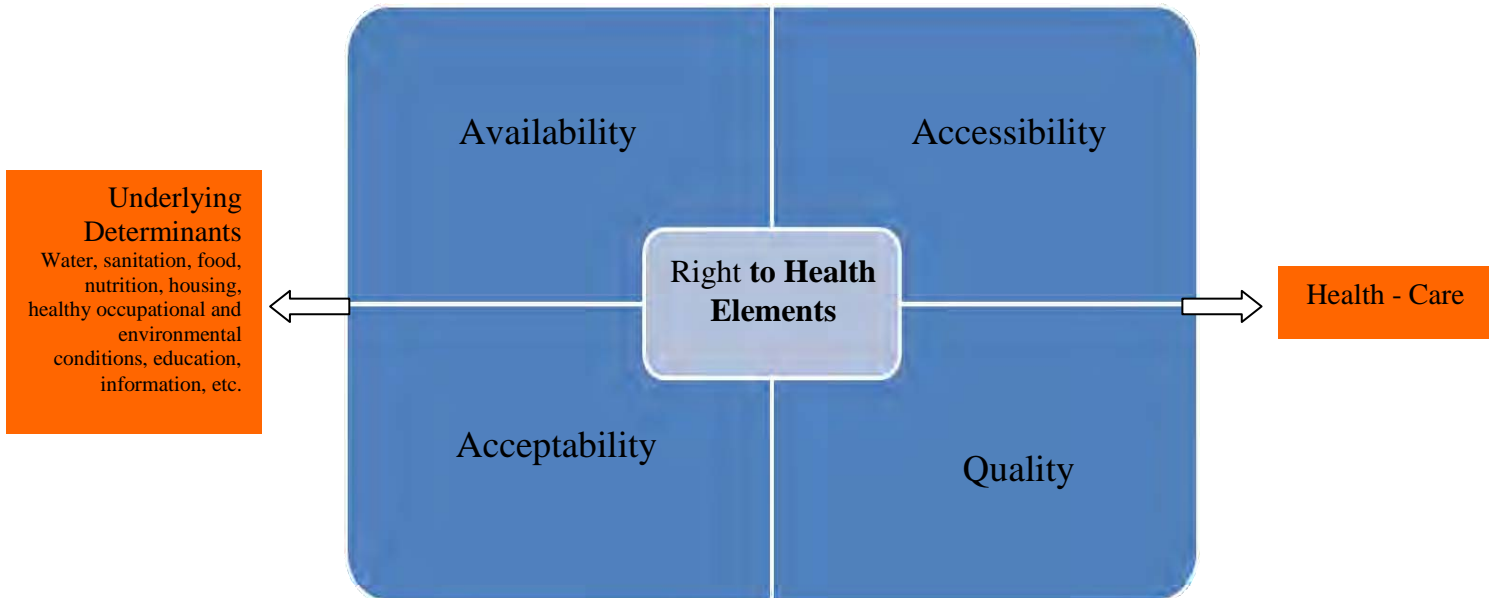 Availability
Accessibility
Underlying
Determinants
Water, sanitation, food,
nutrition, housing,
healthy occupational and
environmental
conditions, education,
information, etc.
Right to Health
Elements
Health - Care
Acceptability
Quality